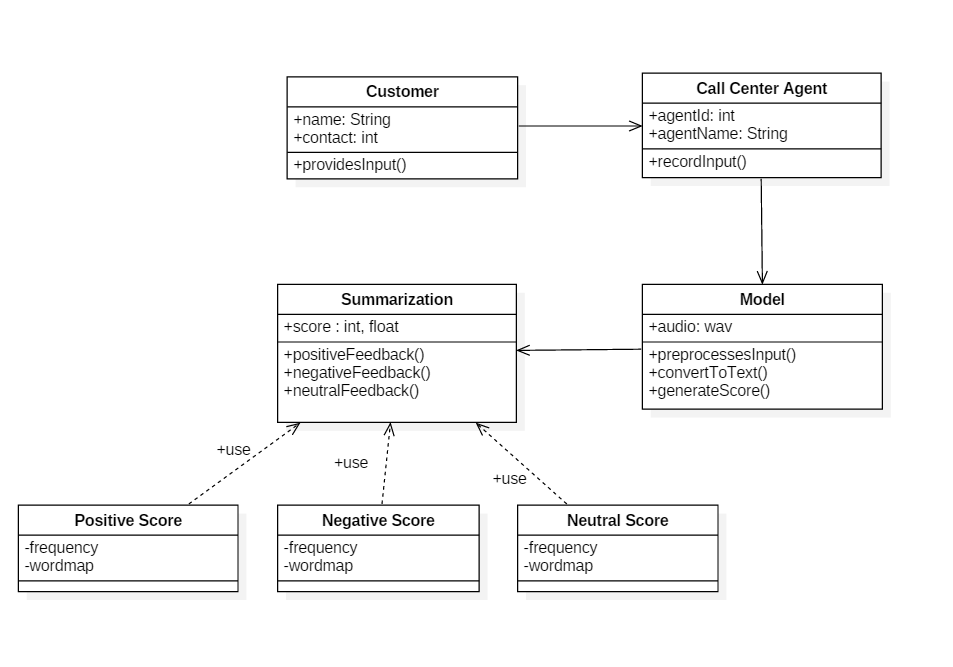 Customer
+name: String
+contact: int
+providesInput()
Call Center Agent
+agentId: int
+agentName: String
+recordInput()
Summarization
+score : int, float
+positiveFeedback()
+negativeFeedback()
+neutralFeedback()
Model
+audio: wav
+preprocessesInput()
+convertToText()
+generateScore()
+use
+use
+use
Positive Score
-frequency
-wordmap
Negative Score
-frequency
-wordmap
Neutral Score
-frequency
-wordmap